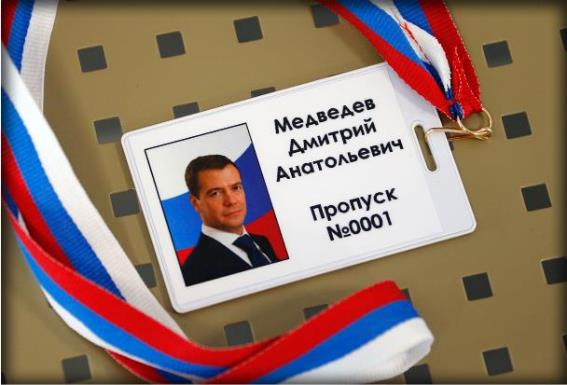 Медведев
Дмитрий
Анатольевич
Пропуск
№0001